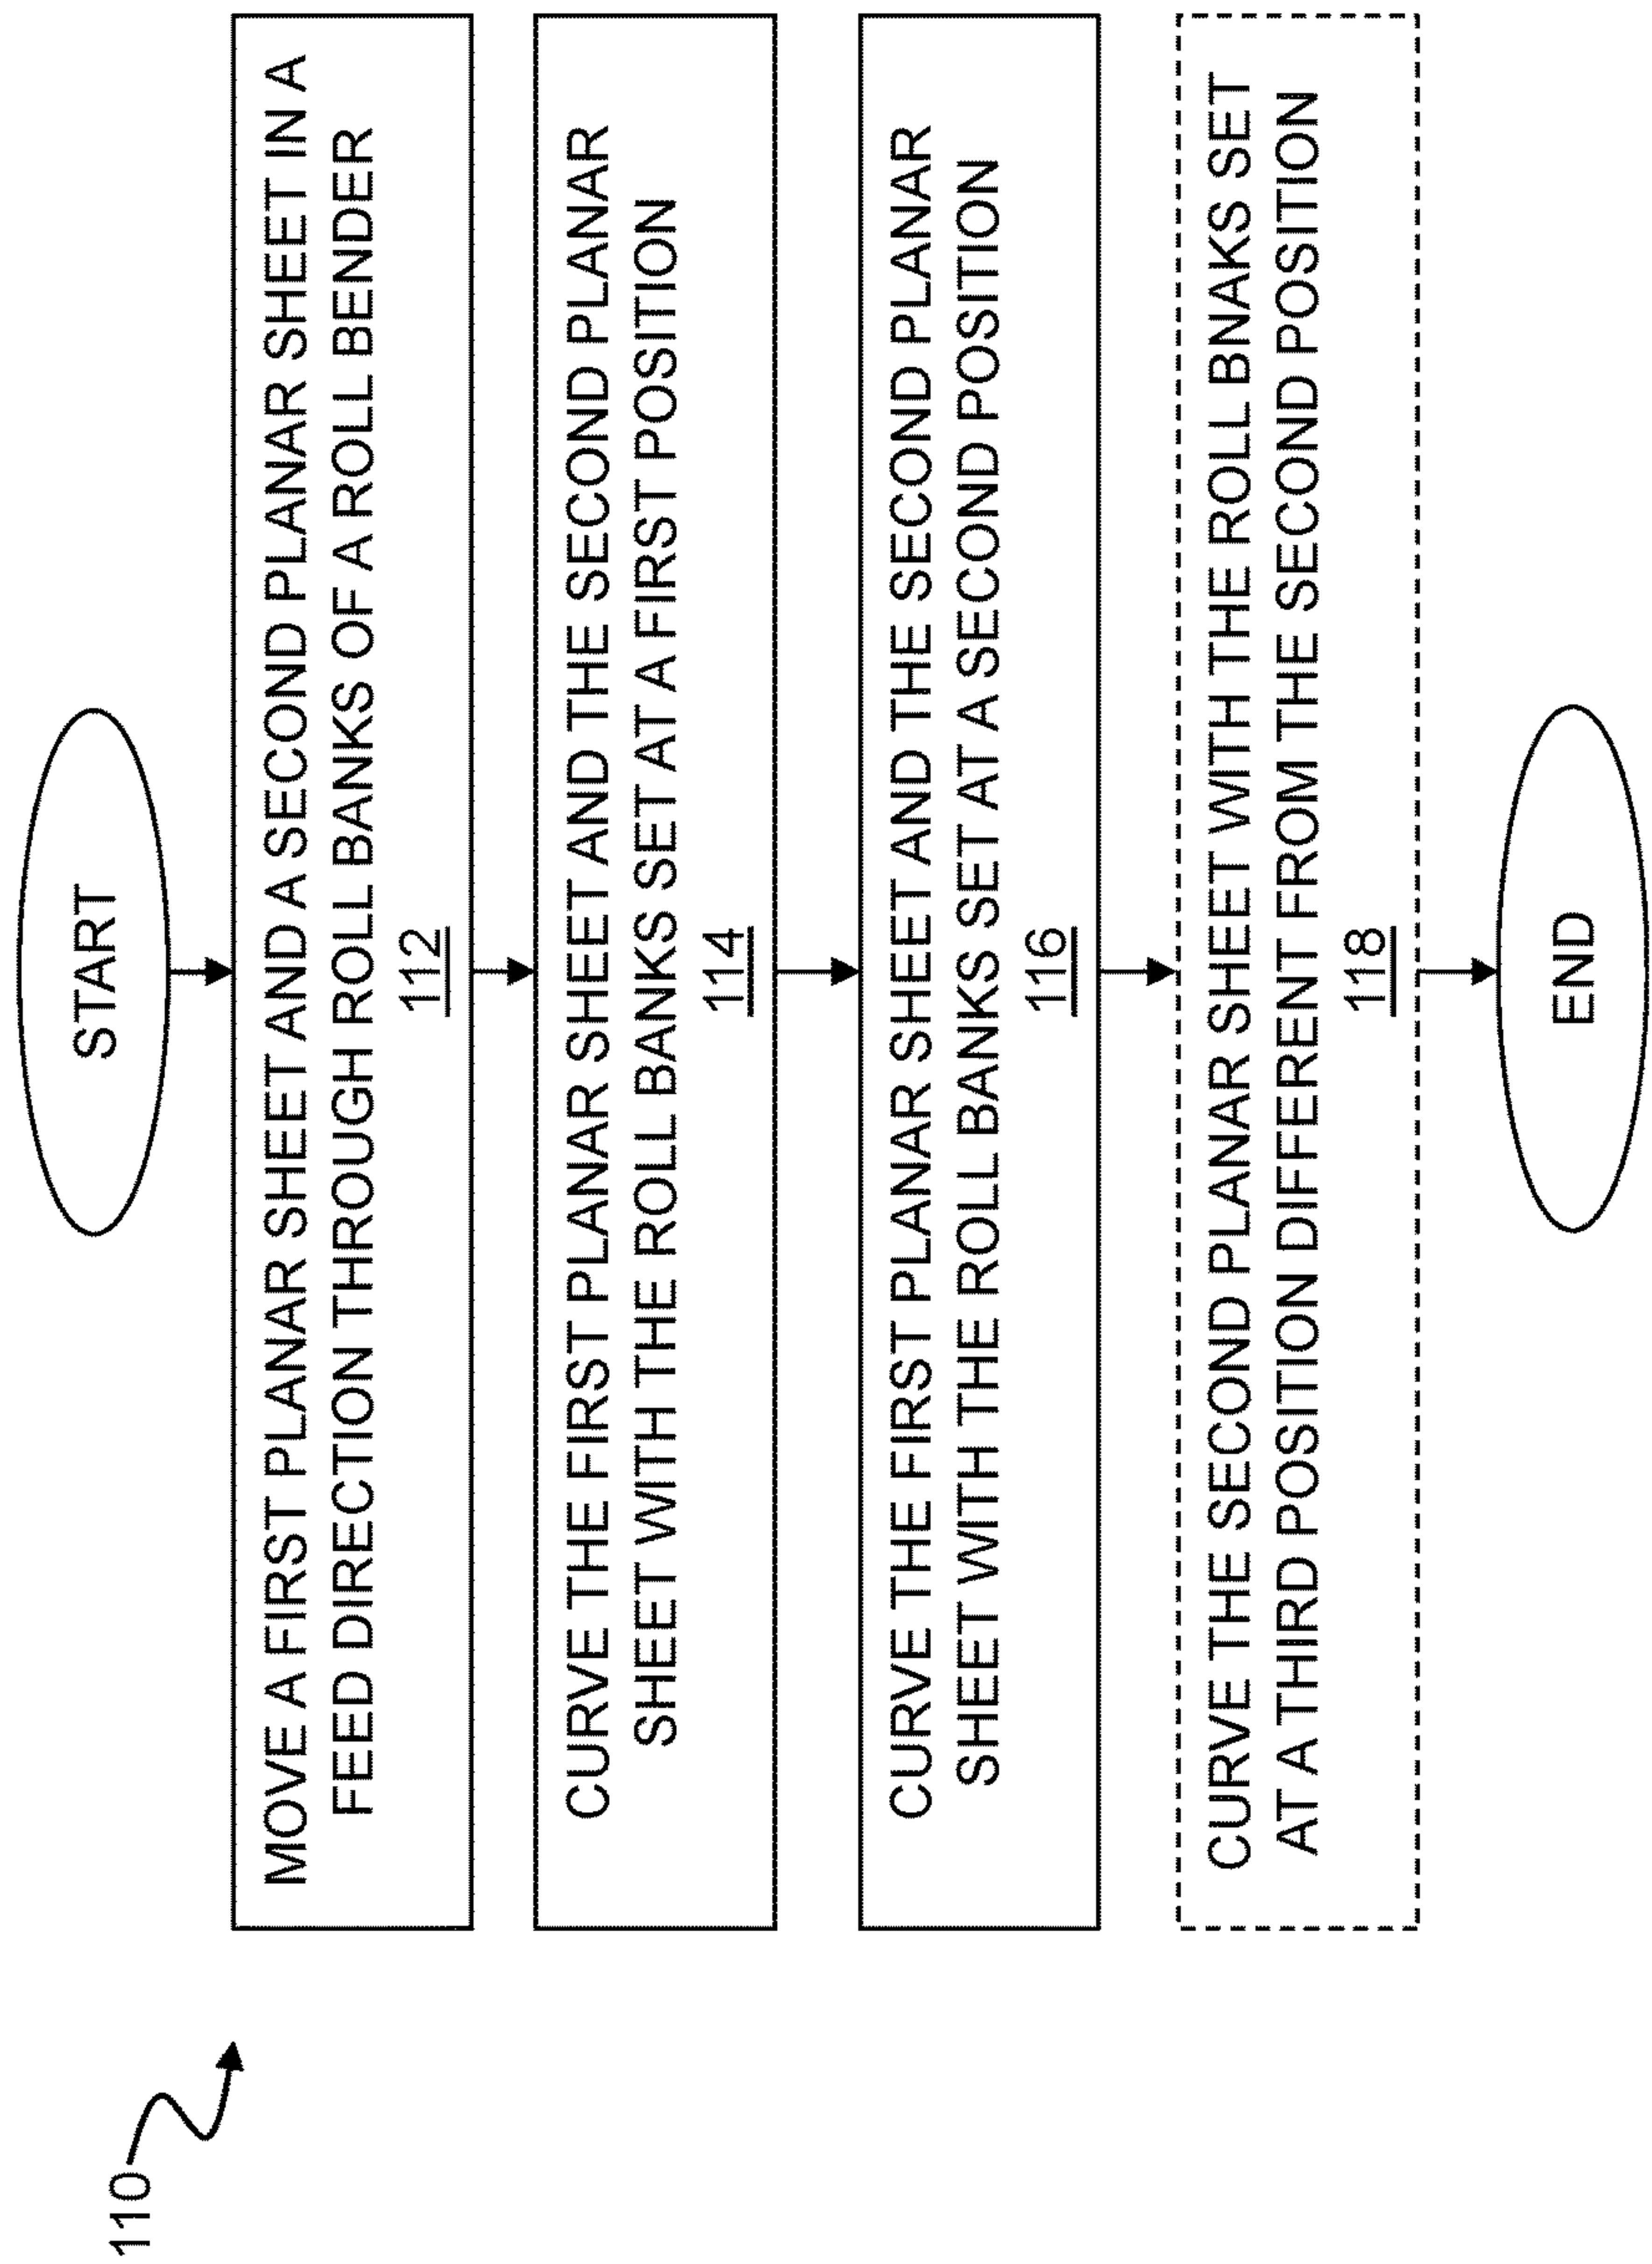 110
START
MOVE A FIRST PLANAR SHEET AND A SECOND PLANAR SHEET IN A
FEED DIRECTION THROUGH ROLL BANKS OF A ROLL BENDER
112
CURVE THE FIRST PLANAR SHEET AND THE SECOND PLANAR
SHEET WITH THE ROLL BANKS SET AT A FIRST POSITION
114
CURVE THE FIRST PLANAR SHEET AND THE SECOND PLANAR
SHEET WITH THE ROLL BANKS SET AT A SECOND POSITION
116
CURVE THE SECOND PLANAR SHEET WITH THE ROLL BNAKS SET
AT A THIRD POSITION DIFFERENT FROM THE SECOND POSITION
118
END